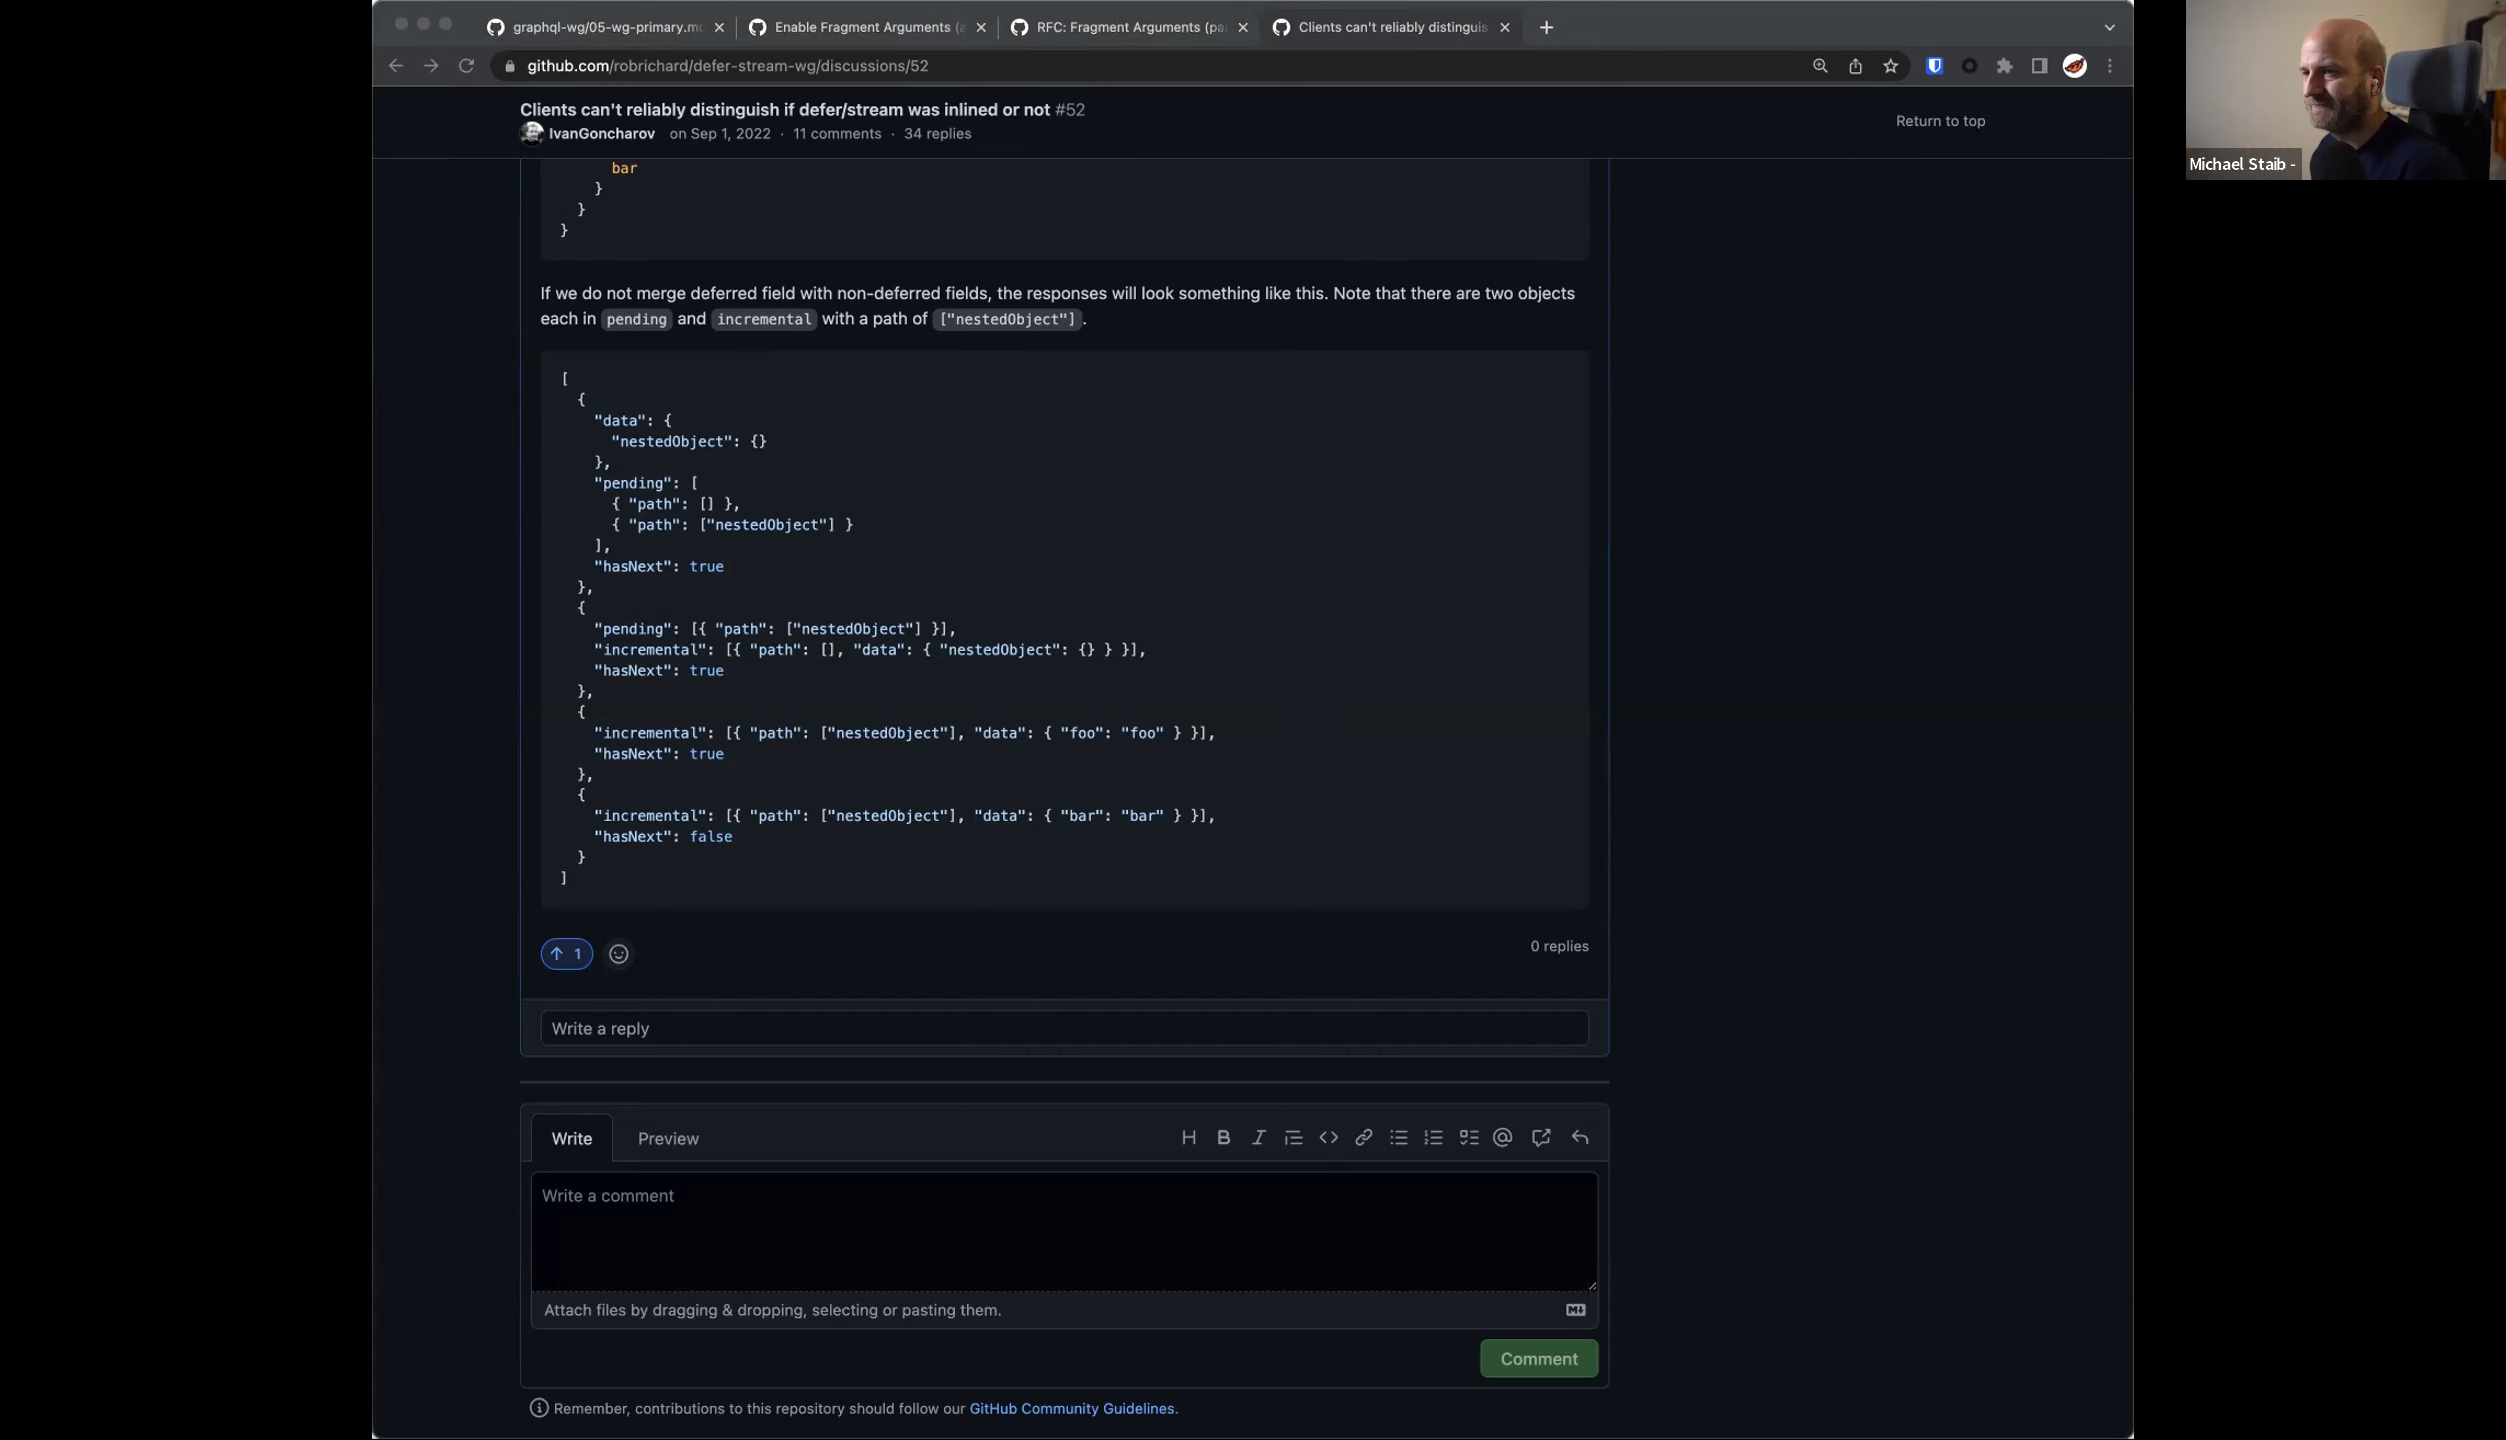 graphql-wg/05-wg-primary.md
Enable Fragment Arguments (a
RFC: Fragment Arguments (pa
Clients can't reliably distinguis
github.com/robrichard/defer-stream-wg/discussions/52
Michael Staib -
Clients can't reliably distinguish if defer/stream was inlined or not #52
IvanGoncharov on Sep 1, 2022 · 11 comments · 34 replies
Return to top
bar
}
}
}
If we do not merge deferred field with non-deferred fields, the responses will look something like this. Note that there are two objects
each in pending and incremental with a path of ["nestedObject"].
[
{
"data": {
"nestedObject": {}
},
"pending": [
{ "path": [] },
{ "path": ["nestedObject"] }
],
"hasNext": true
},
{
"pending": [{ "path": ["nestedObject"] }],
"incremental": [{ "path": [], "data": { "nestedObject": {} } }],
"hasNext": true
},
{
"incremental": [{ "path": ["nestedObject"], "data": { "foo": "foo" } }],
"hasNext": true
},
{
"incremental": [{ "path": ["nestedObject"], "data": { "bar": "bar" } }],
"hasNext": false
}
]
1
0 replies
Write a reply
Write Preview
Write a comment
Attach files by dragging & dropping, selecting or pasting them.
Comment
Remember, contributions to this repository should follow our GitHub Community Guidelines.